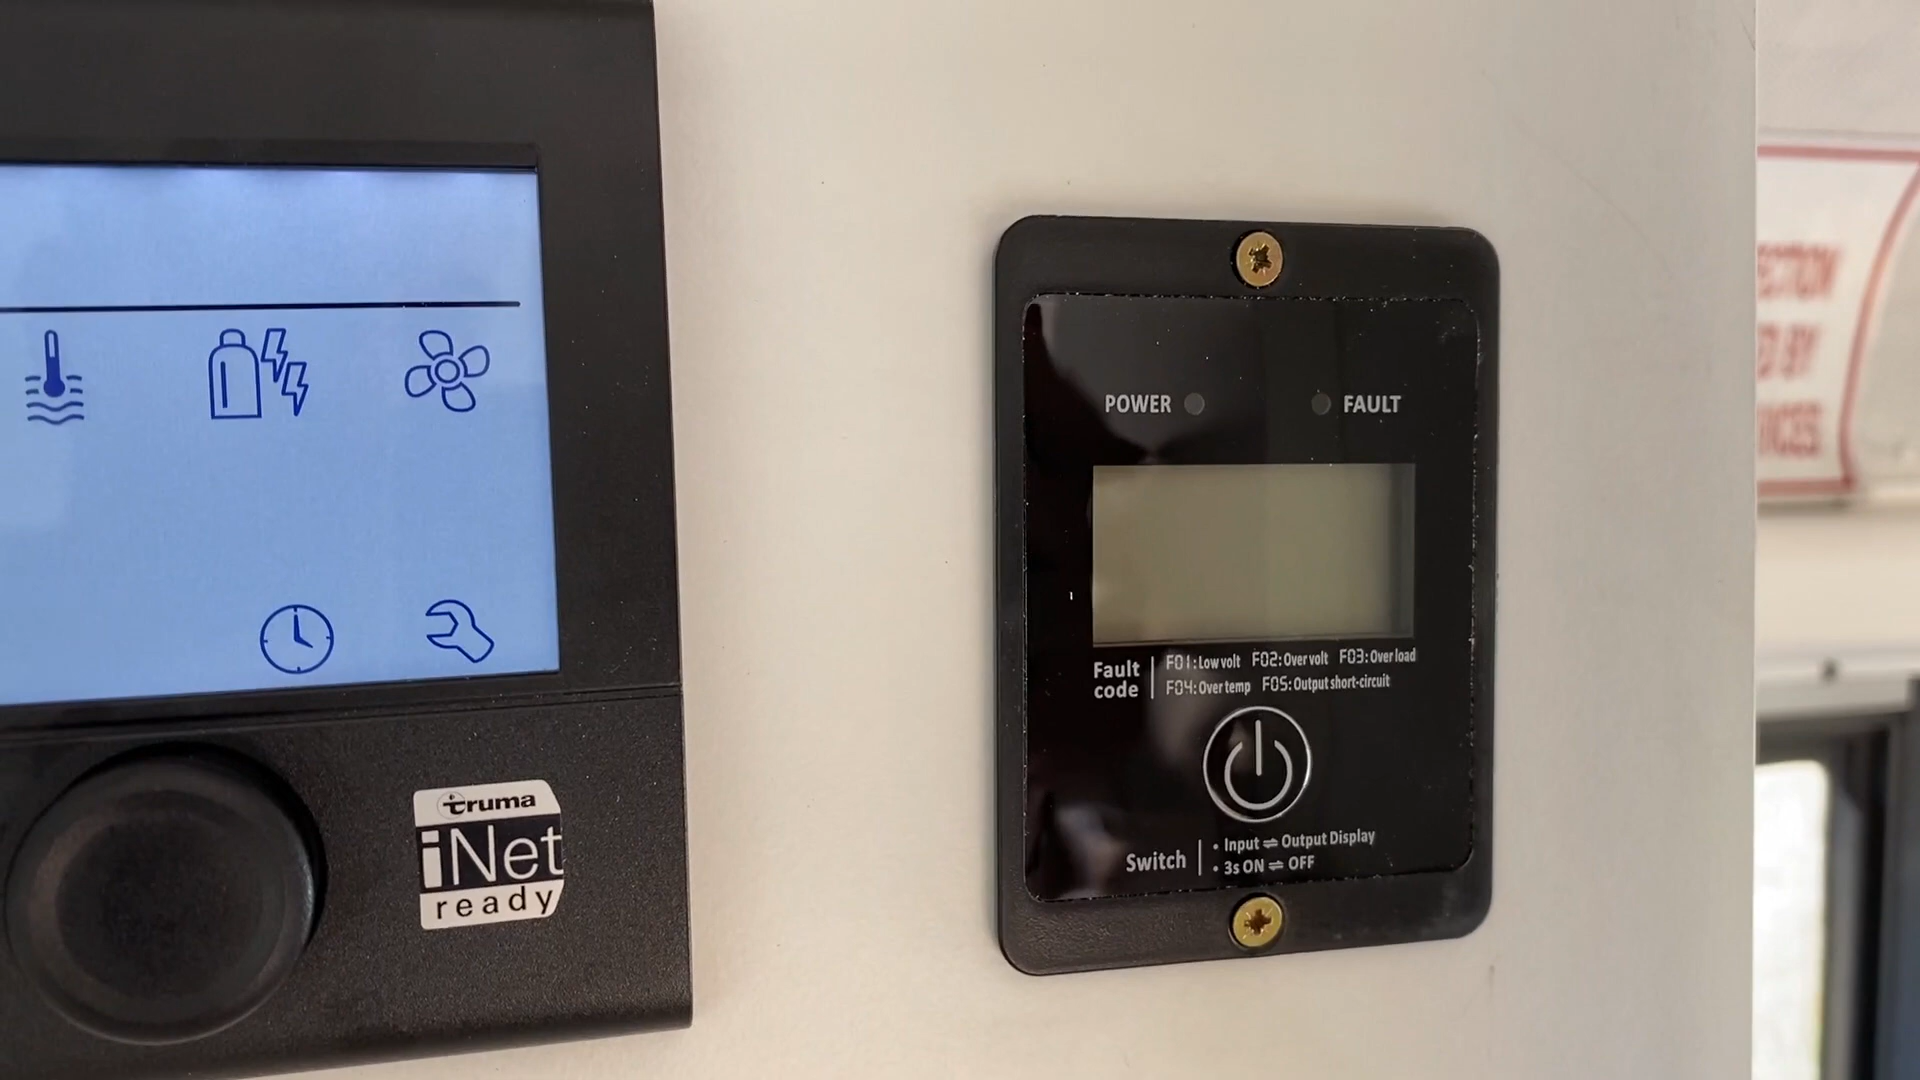 truma
iNet
ready
POWER
FAULT
Fault
code
F01:Low volt F02:Over volt F03:Over load
F04:Over temp F05:Output short-circuit
Switch
• Input ⇌ Output Display
• 3s ON ⇌ OFF
BY